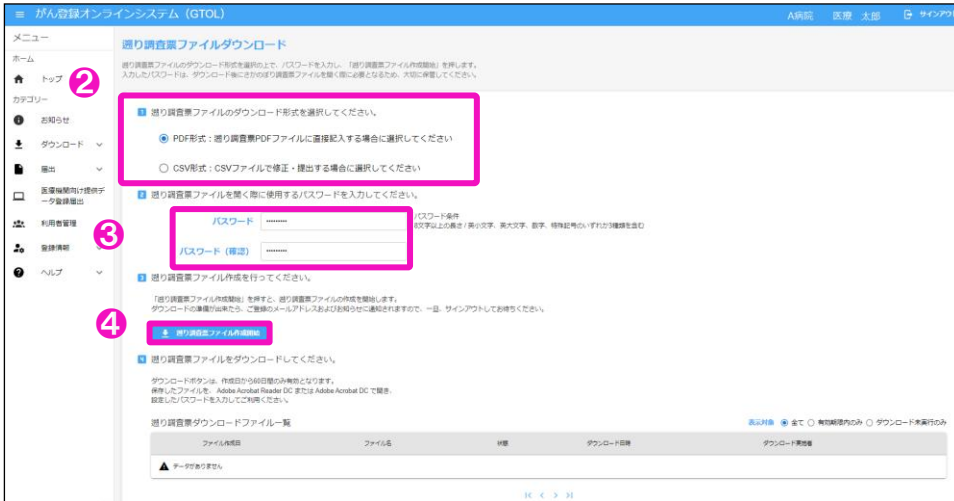 ≡ がん登録オンラインシステム (GTOL)
A病院 医療 太郎 サインアウト
メニュー
ホーム
トップ
カテゴリー
お知らせ
ダウンロード
届出
医療機関向け提供データ登録届出
利用者管理
登録情報
ヘルプ
遡り調査票ファイルダウンロード
遡り調査票ファイルのダウンロード形式を選択の上で、パスワードを入力し、「遡り調査票ファイル作成開始」を押します。
入力したパスワードは、ダウンロード後にさかのぼり調査票ファイルを開く際に必要となるため、大切に保管してください。
❷
1 遡り調査票ファイルのダウンロード形式を選択してください。
PDF形式:遡り調査票PDFファイルに直接記入する場合に選択してください
CSV形式:CSVファイルで修正・提出する場合に選択してください
2 遡り調査票ファイルを開く際に使用するパスワードを入力してください。
❸
パスワード ・・・・・・・・・
パスワード条件
8文字以上の長さ / 英小文字、英大文字、数字、特殊記号のいずれか3種類を含む
パスワード (確認) ・・・・・・・・・
3 遡り調査票ファイル作成を行ってください。
「遡り調査票ファイル作成開始」を押すと、遡り調査票ファイルの作成を開始します。
ダウンロードの準備が出来たら、ご登録のメールアドレスおよびお知らせに通知されますので、一旦、サインアウトしてお待ちください。
❹
遡り調査票ファイル作成開始
4 遡り調査票ファイルをダウンロードしてください。
ダウンロードボタンは、作成日から60日間のみ有効となります。
保存したファイルを、Adobe Acrobat Reader DC または Adobe Acrobat DC で開き、
設定したパスワードを入力してご利用ください。
遡り調査票ダウンロードファイル一覧
表示対象 全て 有効期限内のみ ダウンロード未実行のみ
ファイル作成日 ファイル名 状態 ダウンロード日時 ダウンロード実施者
データがありません